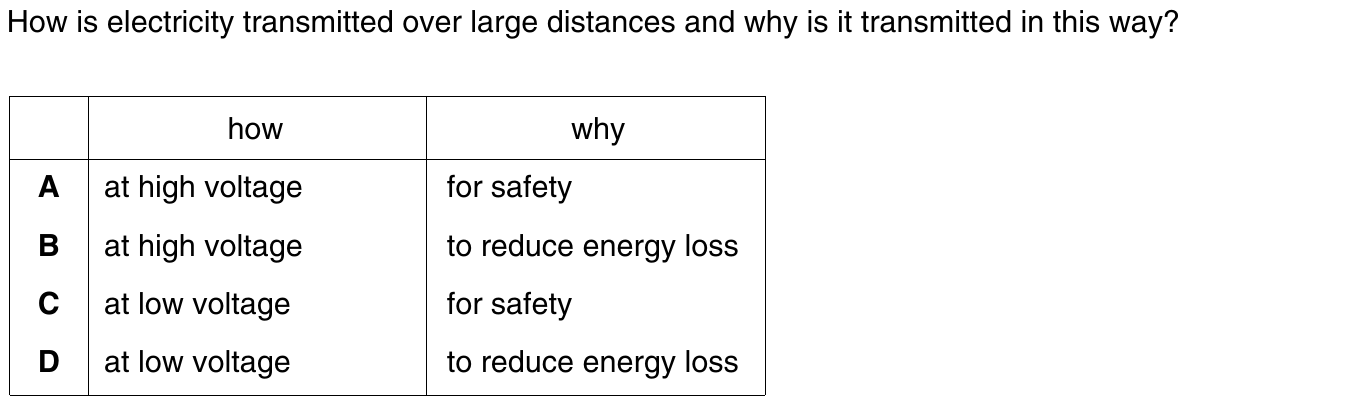 How is electricity transmitted over large distances and why is it transmitted in this way?
how why
A at high voltage for safety
B at high voltage to reduce energy loss
C at low voltage for safety
D at low voltage to reduce energy loss